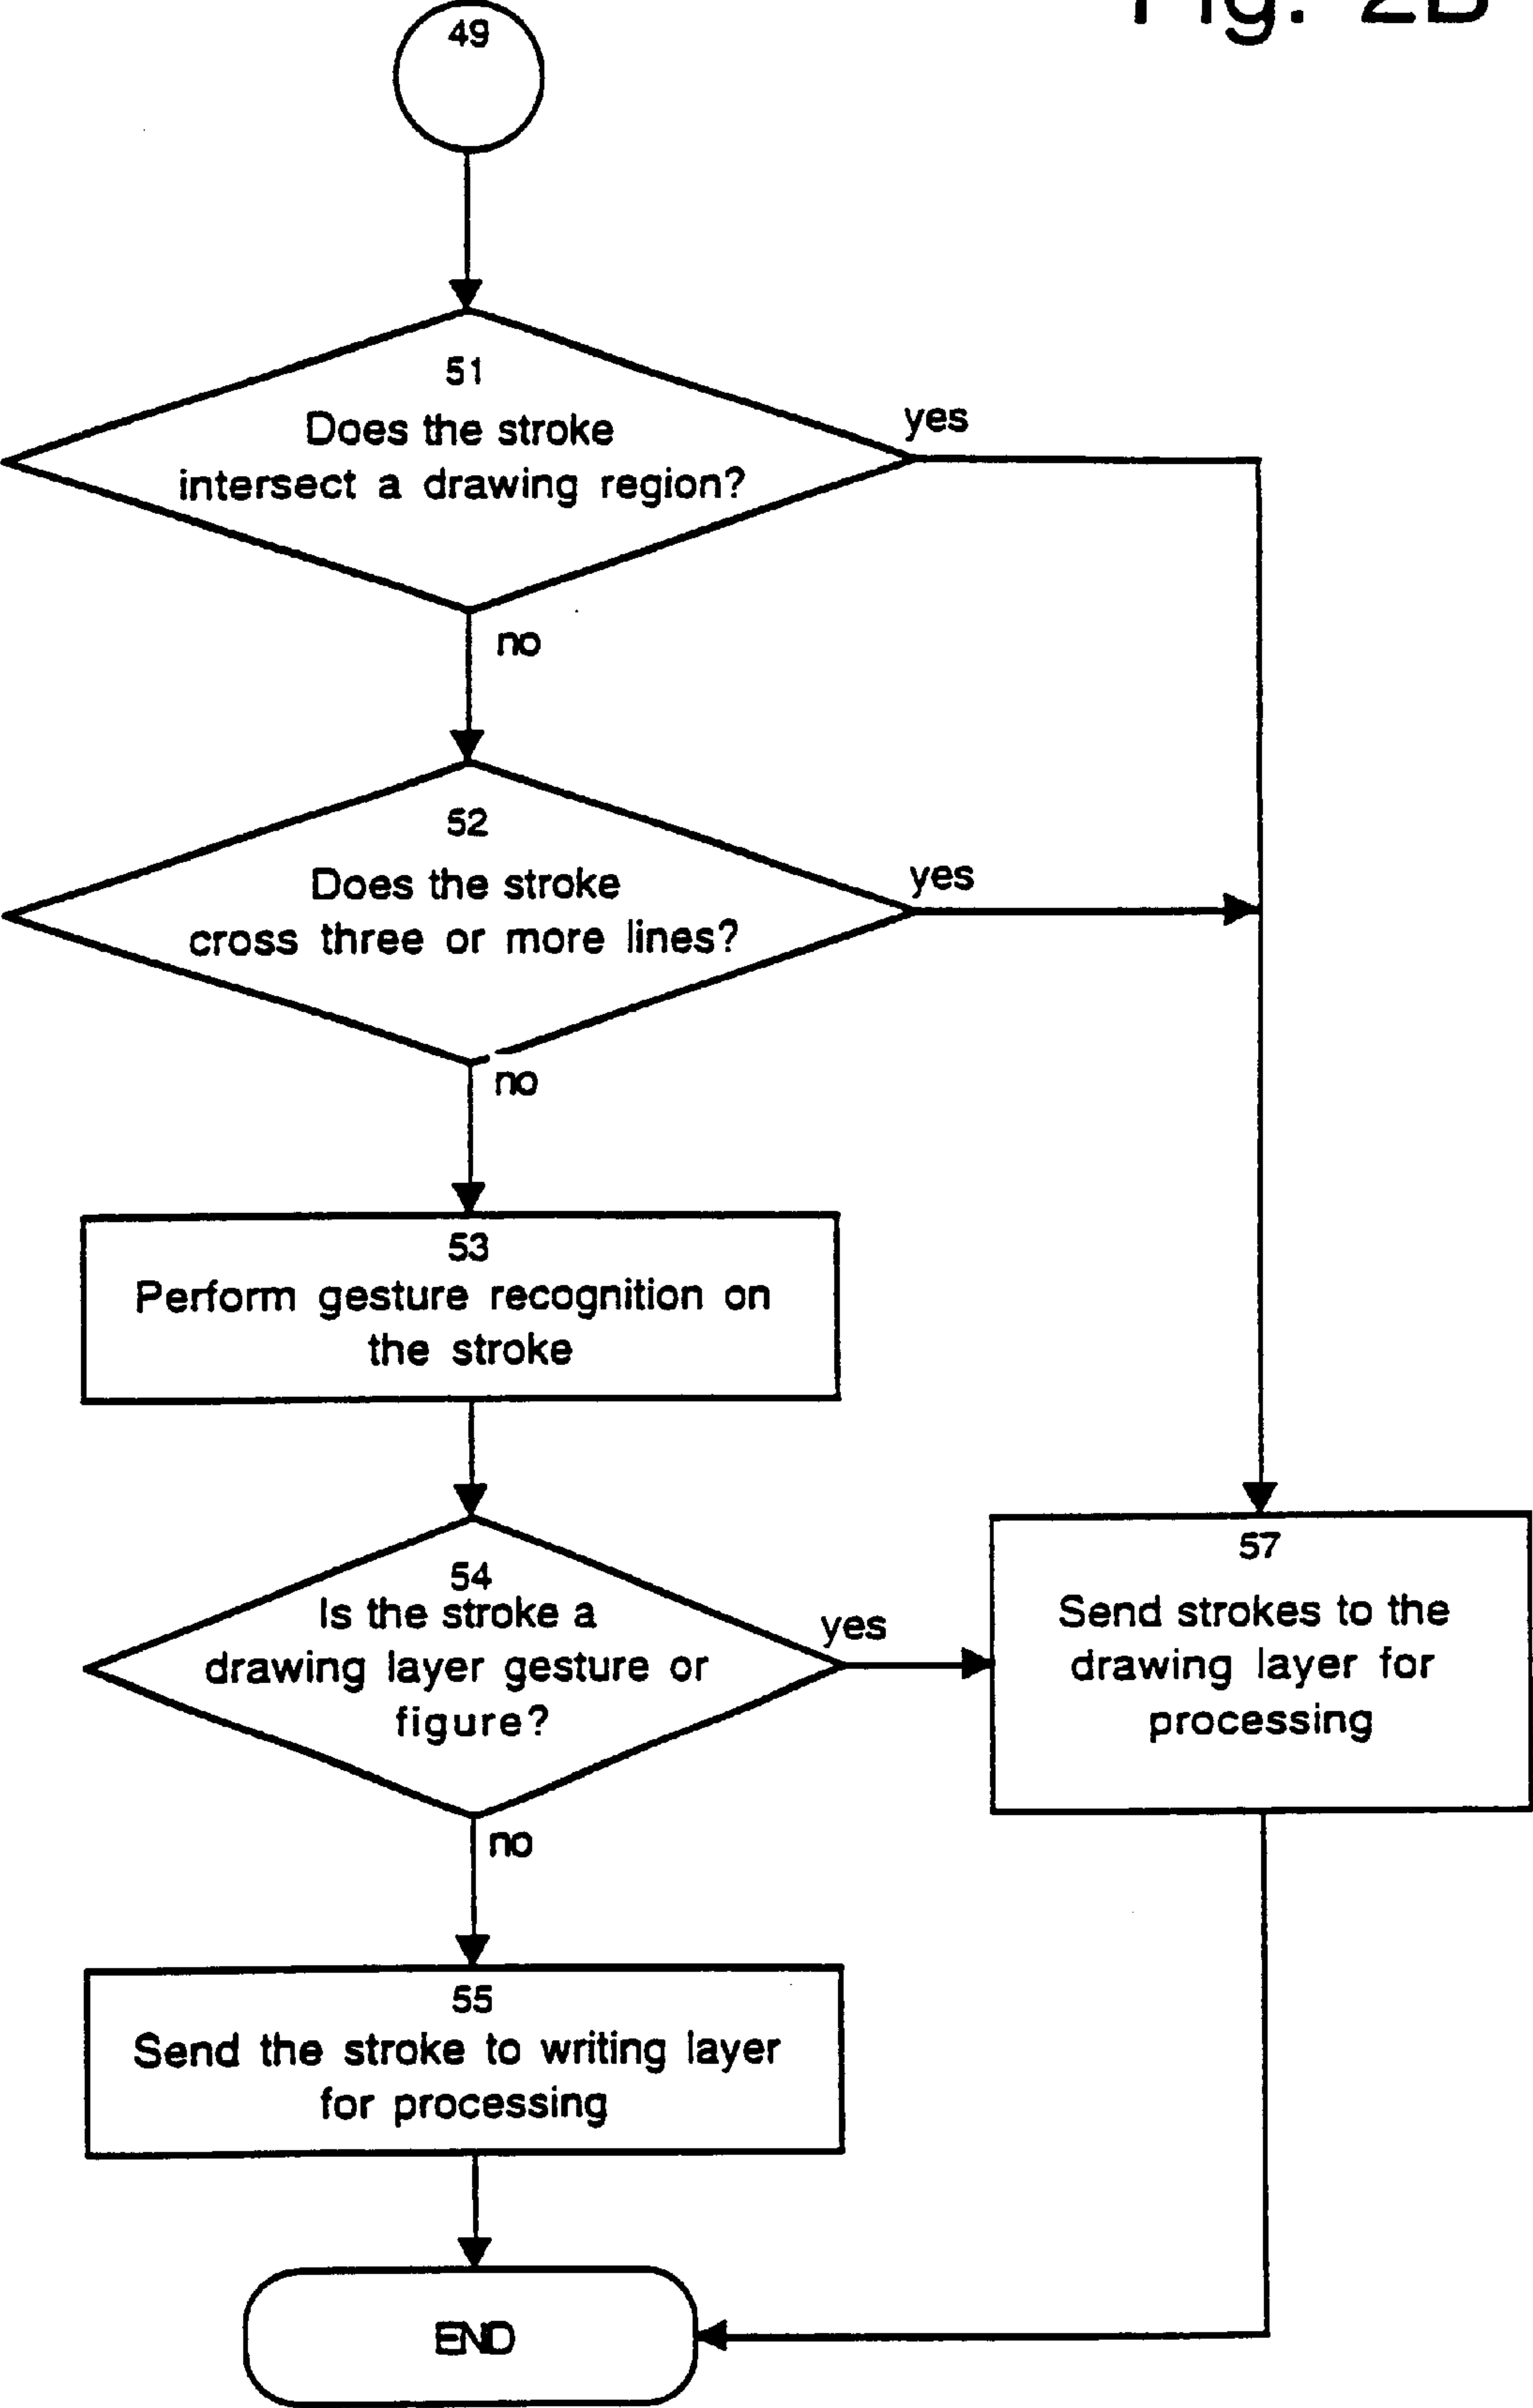 Fig. 2B
49
51
Does the stroke
intersect a drawing region?
yes
no
52
Does the stroke
cross three or more lines?
yes
no
53
Perform gesture recognition on
the stroke
54
Is the stroke a
drawing layer gesture or
figure?
yes
no
57
Send strokes to the
drawing layer for
processing
55
Send the stroke to writing layer
for processing
END